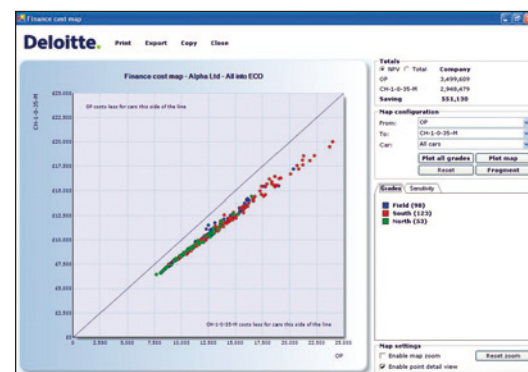 Finance cost map
Deloitte.
Print Export Copy Close
Finance cost map - Alpha Ltd - All into ECO
CH-1-0-35-M
£25,000
£22,500
£20,000
£17,500
£15,000
£12,500
£10,000
£7,500
£5,000
£2,500
£0
OP costs less for cars this side of the line
CH-1-0-35-M costs less for cars this side of the line
0 2,500 5,000 7,500 10,000 12,500 15,000 17,500 20,000 22,500 25,000
OP
Totals
NPV Total Company
OP 3,499,609
CH-1-0-35-M 2,948,479
Saving 551,130
Map configuration
From: OP
To: CH-1-0-35-M
Car: All cars
Plot all grades Plot map
Reset Fragment
Grades Sensitivity
Field (98)
South (123)
North (53)
Map settings
Enable map zoom Reset zoom
Enable point detail view